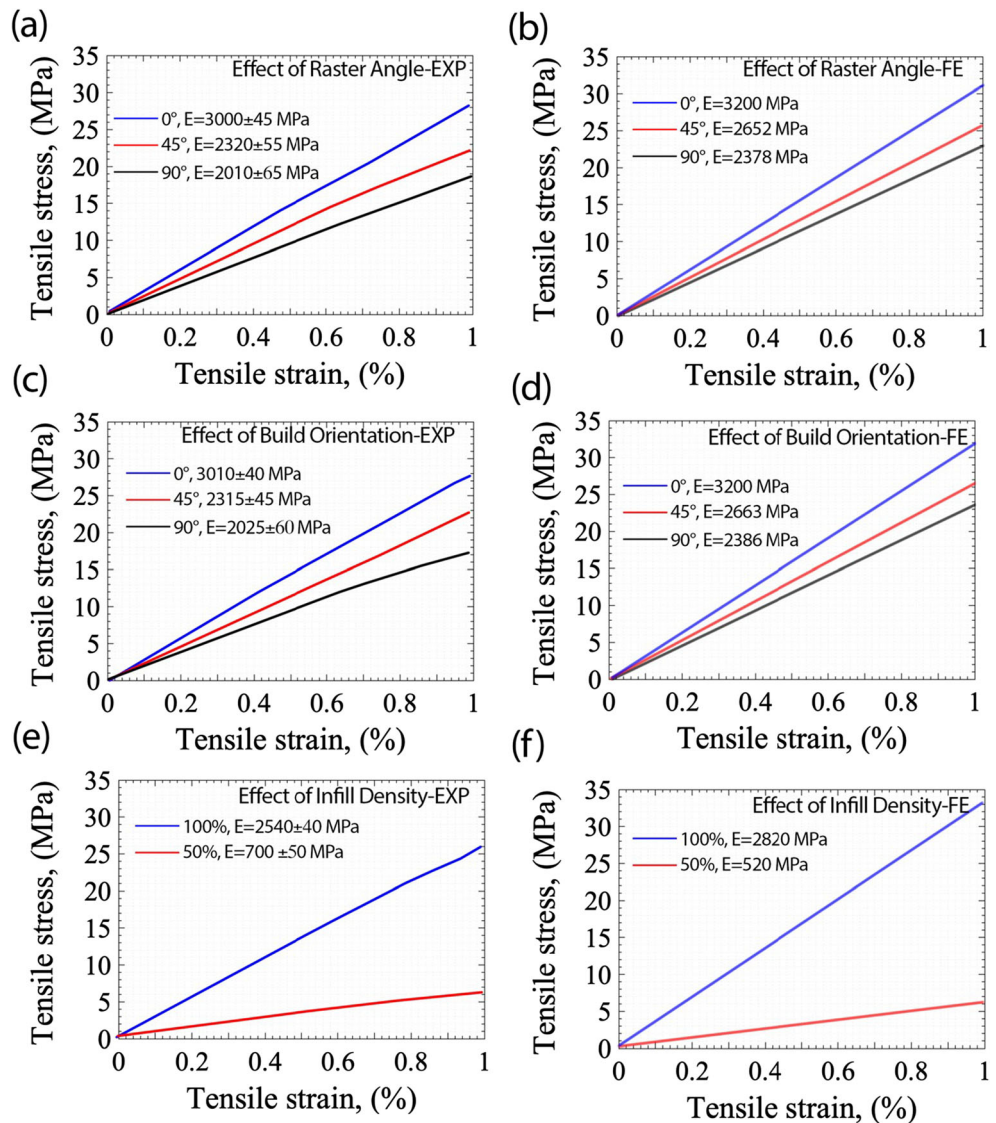 (a)
Effect of Raster Angle-EXP
0°, E=3000±45 MPa
45°, E=2320±55 MPa
90°, E=2010±65 MPa
35
30
25
20
15
10
5
0
0
0.2
0.4
0.6
0.8
1
Tensile stress, (MPa)
Tensile strain, (%)
(b)
Effect of Raster Angle-FE
0°, E=3200 MPa
45°, E=2652 MPa
90°, E=2378 MPa
35
30
25
20
15
10
5
0
0
0.2
0.4
0.6
0.8
1
Tensile stress, (MPa)
Tensile strain, (%)
(c)
Effect of Build Orientation-EXP
0°, 3010±40 MPa
45°, 2315±45 MPa
90°, E=2025±60 MPa
35
30
25
20
15
10
5
0
0
0.2
0.4
0.6
0.8
1
Tensile stress, (MPa)
Tensile strain, (%)
(d)
Effect of Build Orientation-FE
0°, E=3200 MPa
45°, E=2663 MPa
90°, E=2386 MPa
35
30
25
20
15
10
5
0
0
0.2
0.4
0.6
0.8
1
Tensile stress, (MPa)
Tensile strain, (%)
(e)
Effect of Infill Density-EXP
100%, E=2540±40 MPa
50%, E=700 ±50 MPa
35
30
25
20
15
10
5
0
0
0.2
0.4
0.6
0.8
1
Tensile stress, (MPa)
Tensile strain, (%)
(f)
Effect of Infill Density-FE
100%, E=2820 MPa
50%, E=520 MPa
35
30
25
20
15
10
5
0
0
0.2
0.4
0.6
0.8
1
Tensile stress, (MPa)
Tensile strain, (%)